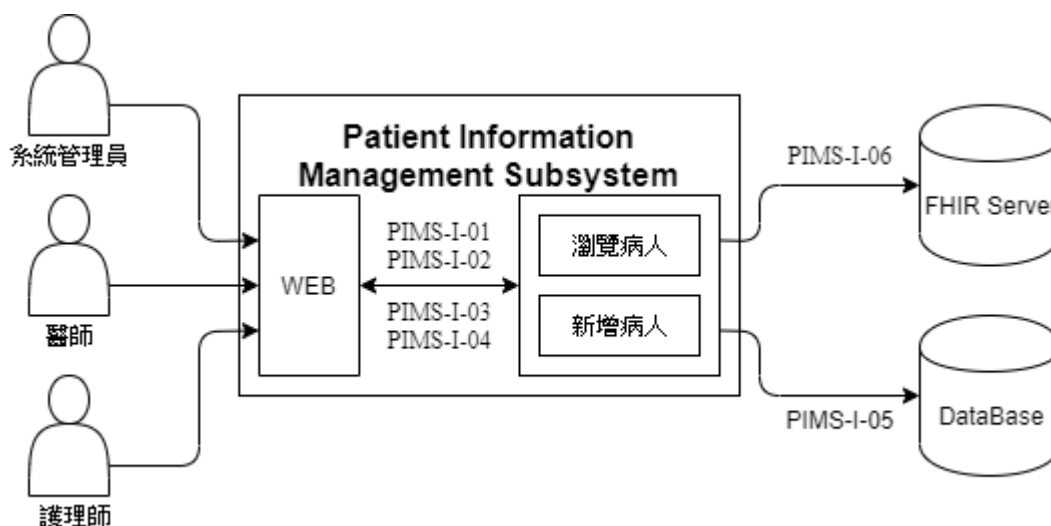 系統管理員
醫師
護理師
Patient Information
Management Subsystem
WEB
PIMS-I-01
PIMS-I-02
PIMS-I-03
PIMS-I-04
瀏覽病人
新增病人
PIMS-I-06
FHIR Server
PIMS-I-05
DataBase